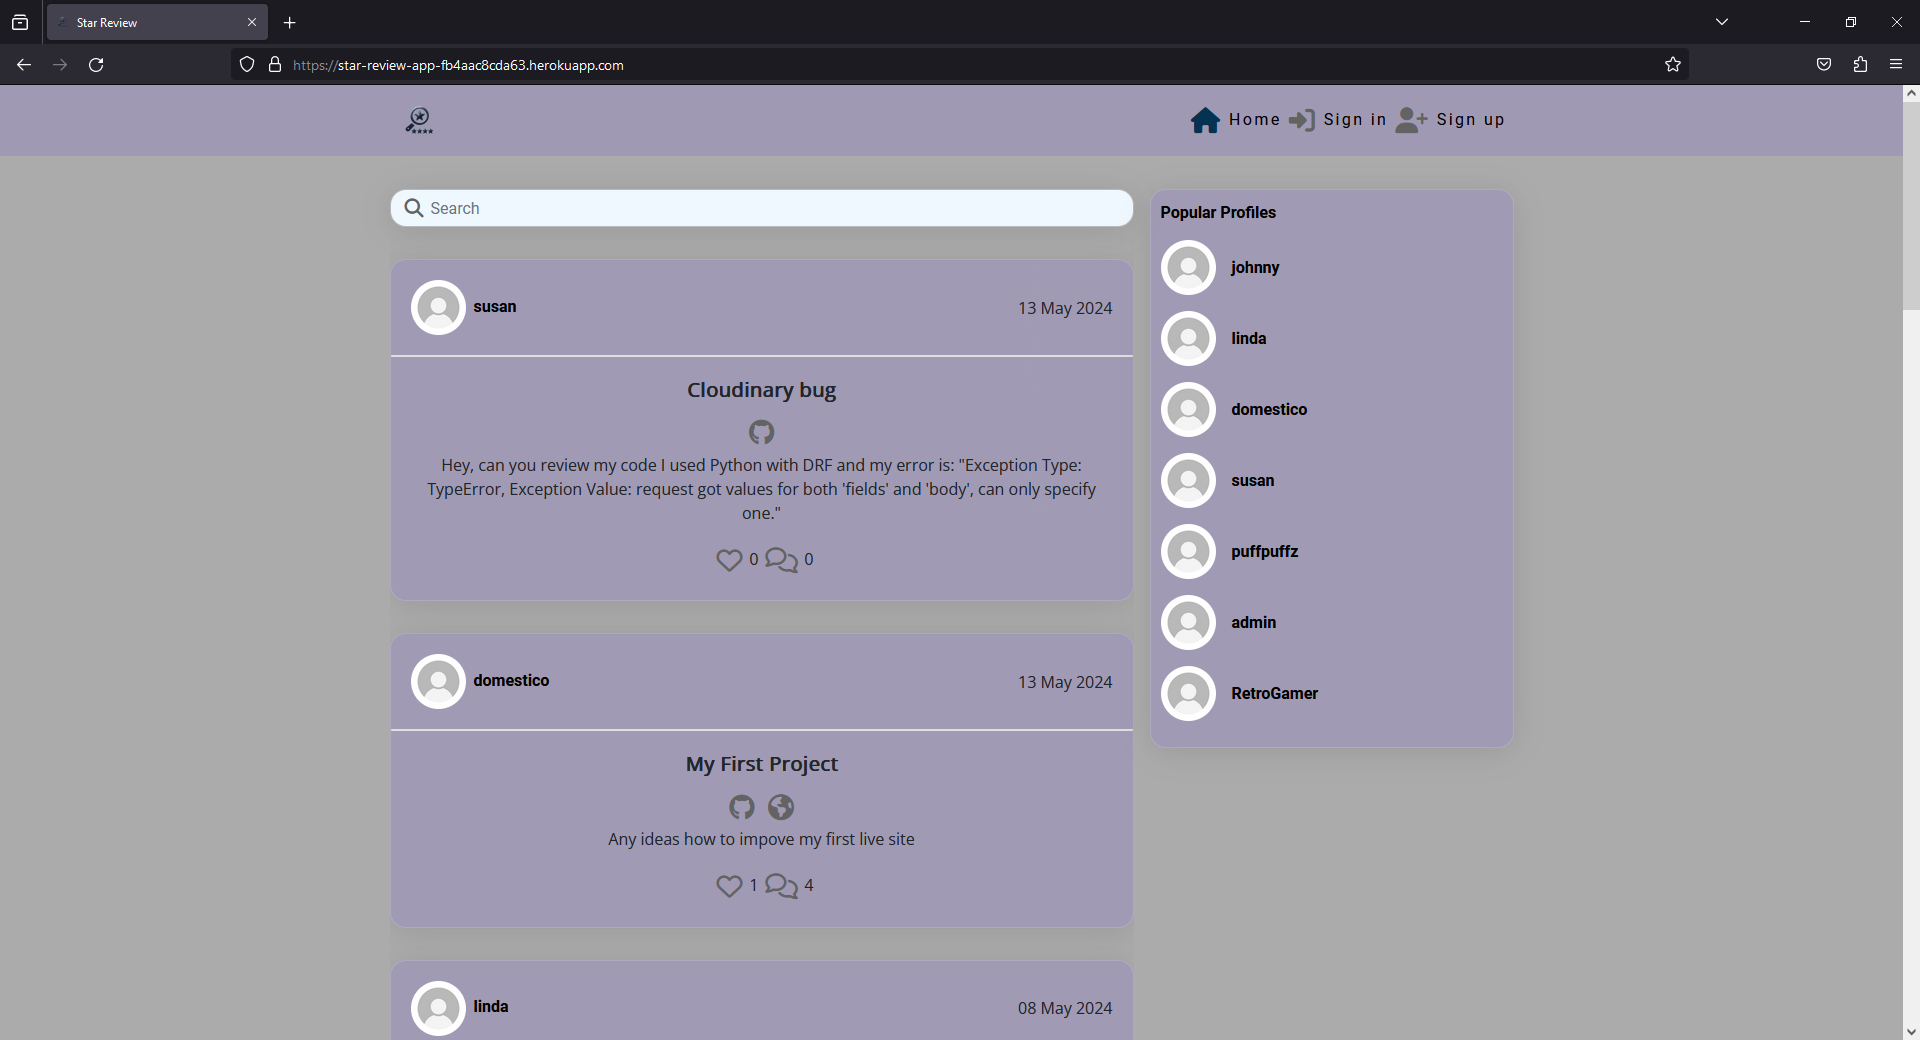 Star Review
https://star-review-app-fb4aac8cda63.herokuapp.com
Home Sign in Sign up
Search
susan
13 May 2024
Cloudinary bug
Hey, can you review my code I used Python with DRF and my error is: "Exception Type:
TypeError, Exception Value: request got values for both 'fields' and 'body', can only specify
one."
0 0
domestico
13 May 2024
My First Project
Any ideas how to impove my first live site
1 4
linda
08 May 2024
Popular Profiles
johnny
linda
domestico
susan
puffpuffz
admin
RetroGamer